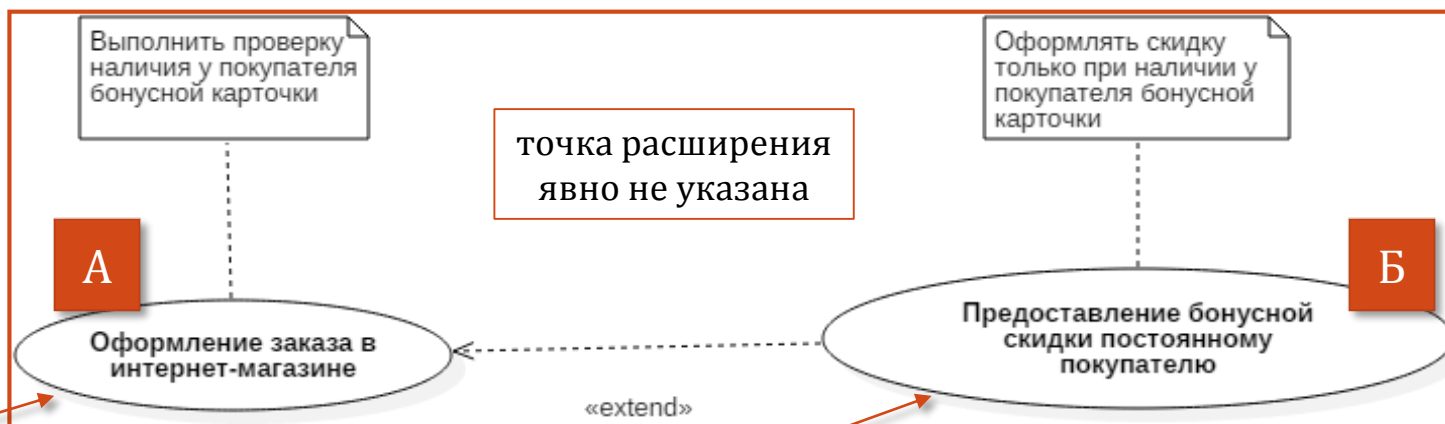 Выполнить проверку
наличия у покупателя
бонусной карточки
Оформлять скидку
только при наличии у
покупателя бонусной
карточки
точка расширения
явно не указана
А
Б
Оформление заказа в
интернет-магазине
Предоставление бонусной
скидки постоянному
покупателю
«extend»